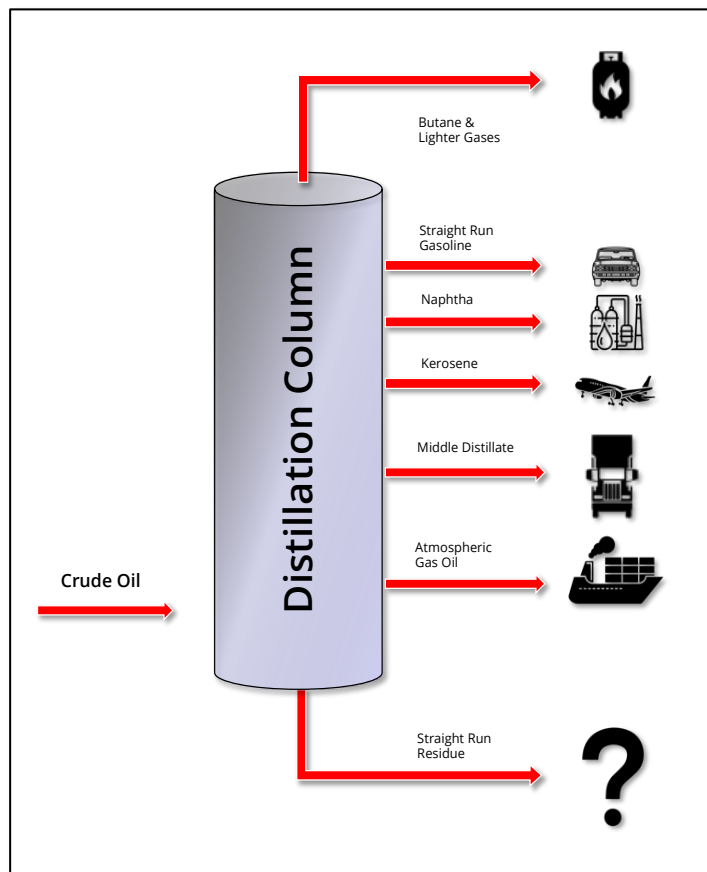 Butane &
Lighter Gases
Straight Run
Gasoline
Naphtha
Kerosene
Middle Distillate
Atmospheric
Gas Oil
Crude Oil
Distillation Column
Straight Run
Residue
?